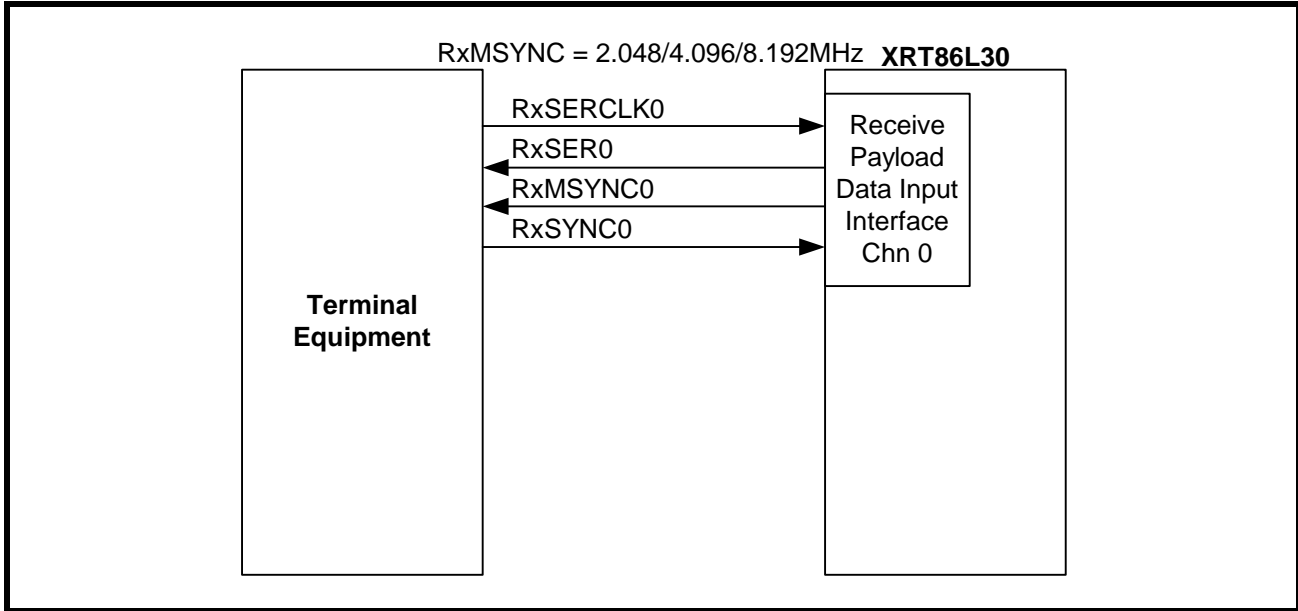 RxMSYNC = 2.048/4.096/8.192MHz XRT86L30
RxSERCLK0
RxSER0
RxMSYNC0
RxSYNC0
Receive
Payload
Data Input
Interface
Chn 0
Terminal
Equipment